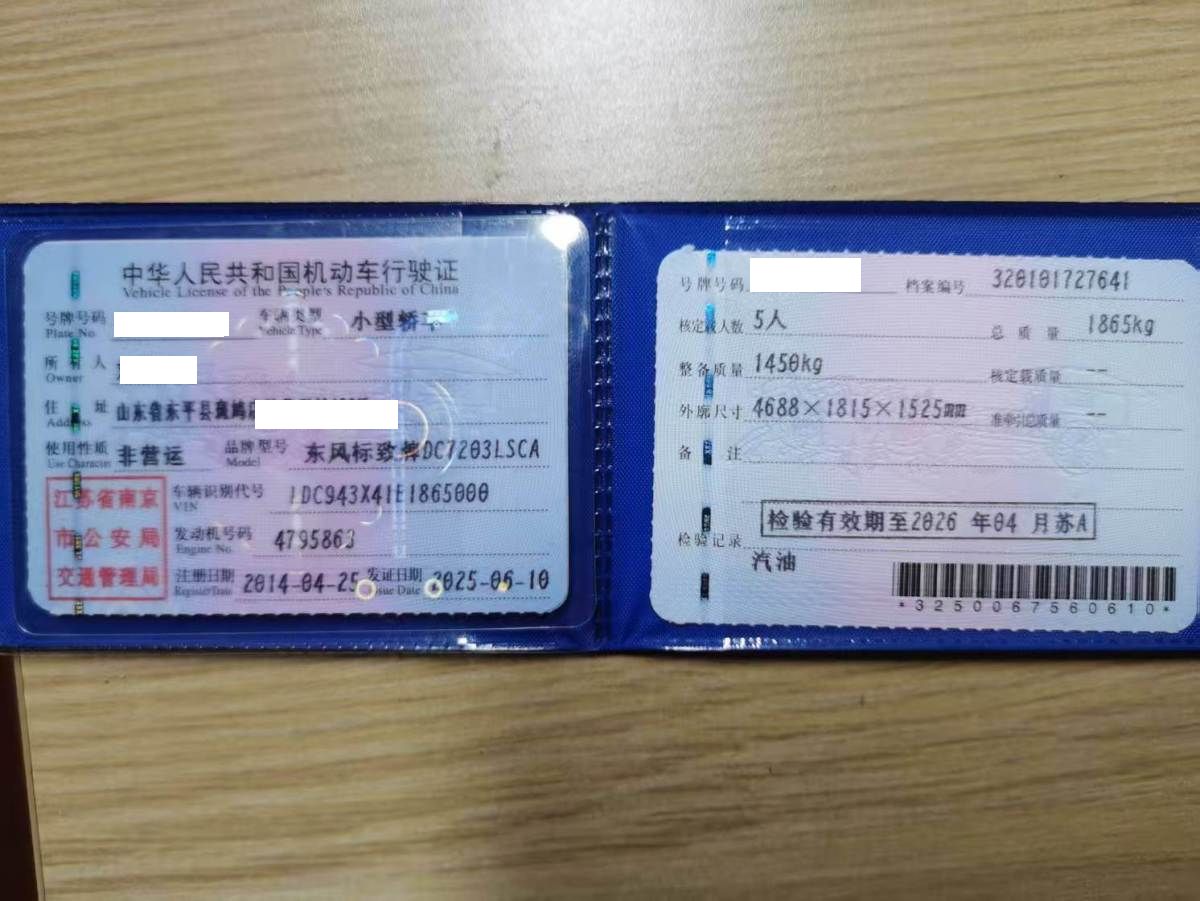 中华人民共和国机动车行驶证
Vehicle License of the People's Republic of China
号牌号码
Plate No.
车辆类型
Vehicle Type
小型轿车
所有人
Owner
住址
Address
山东省东平县
使用性质
Use Character
非营运
品牌型号
Model
东风标致牌DC7203LSCA
江苏省南京
市公安局
交通管理局
车辆识别代号
VIN
LDC943X41E1865000
发动机号码
Engine No.
4795863
注册日期
Register Date
2014-04-25
发证日期
Issue Date
2025-06-10
号牌号码
档案编号
320101727641
核定载人数
5人
总质量
1865kg
整备质量
1450kg
核定载质量
--
外廓尺寸
4688×1815×1525mm
准牵引总质量
--
备注
检验有效期至2026 年04 月苏A
检验记录
汽油
*3250067560610*